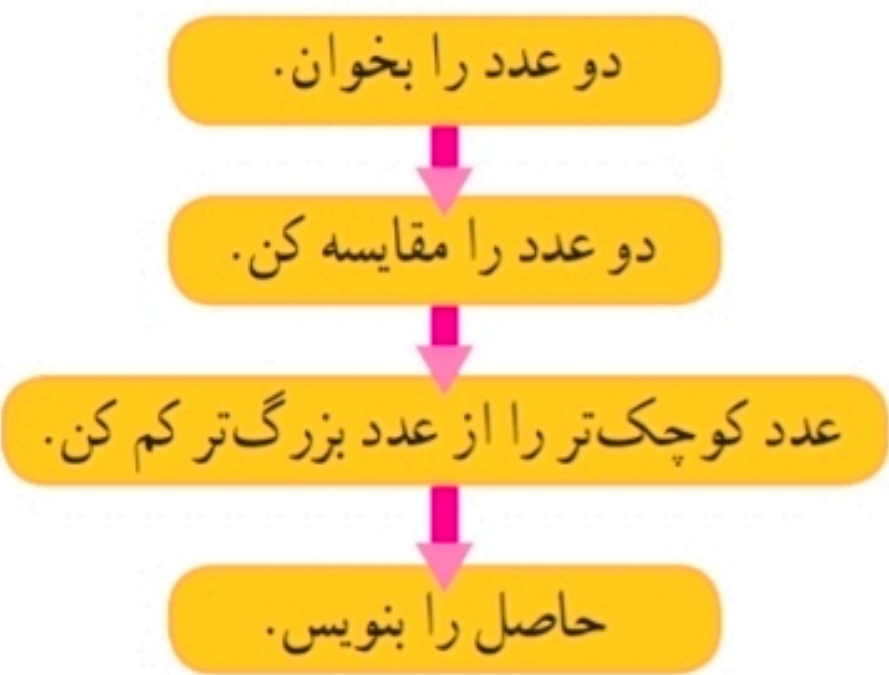 دو عدد را بخوان.
دو عدد را مقایسه کن.
عدد کوچک‌تر را از عدد بزرگ‌تر کم کن.
حاصل را بنویس.